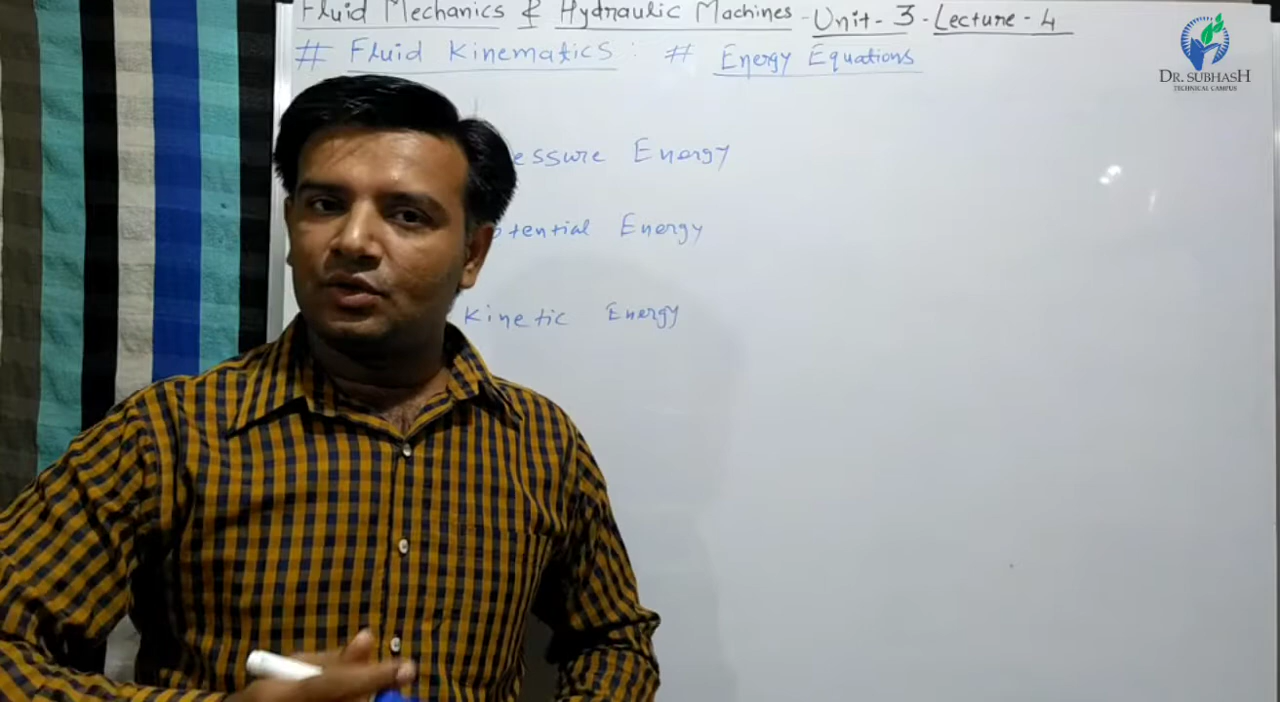 Fluid Mechanics & Hydraulic Machines - Unit - 3 - Lecture - 4
# Fluid Kinematics : # Energy Equations
DR. SUBHASH
TECHNICAL CAMPUS
essure Energy
tential Energy
Kinetic Energy